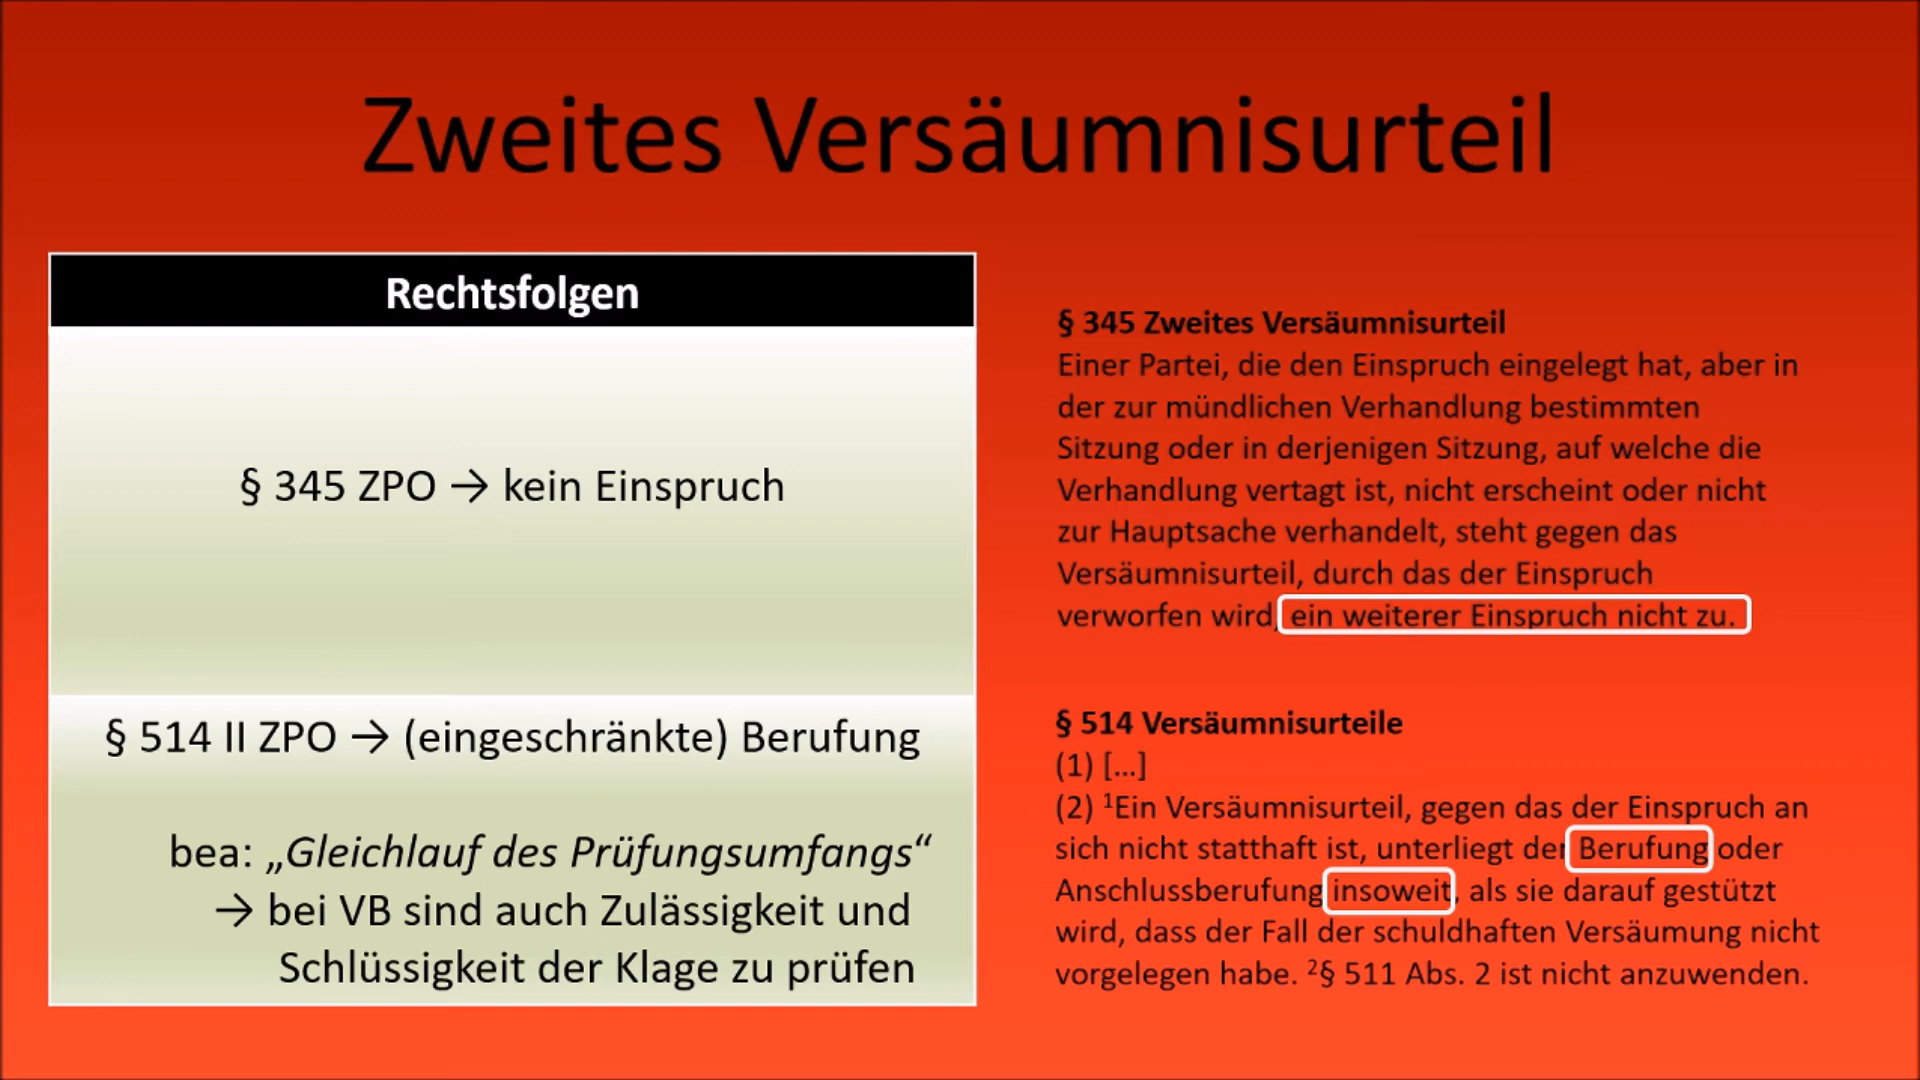 Zweites Versäumnisurteil
Rechtsfolgen
§ 345 ZPO → kein Einspruch
§ 514 II ZPO → (eingeschränkte) Berufung
bea: „Gleichlauf des Prüfungsumfangs“
→ bei VB sind auch Zulässigkeit und
Schlüssigkeit der Klage zu prüfen
§ 345 Zweites Versäumnisurteil
Einer Partei, die den Einspruch eingelegt hat, aber in
der zur mündlichen Verhandlung bestimmten
Sitzung oder in derjenigen Sitzung, auf welche die
Verhandlung vertagt ist, nicht erscheint oder nicht
zur Hauptsache verhandelt, steht gegen das
Versäumnisurteil, durch das der Einspruch
verworfen wird, ein weiterer Einspruch nicht zu.
§ 514 Versäumnisurteile
(1) [...]
(2) ¹Ein Versäumnisurteil, gegen das der Einspruch an
sich nicht statthaft ist, unterliegt der Berufung oder
Anschlussberufung insoweit, als sie darauf gestützt
wird, dass der Fall der schuldhaften Versäumung nicht
vorgelegen habe. ²§ 511 Abs. 2 ist nicht anzuwenden.